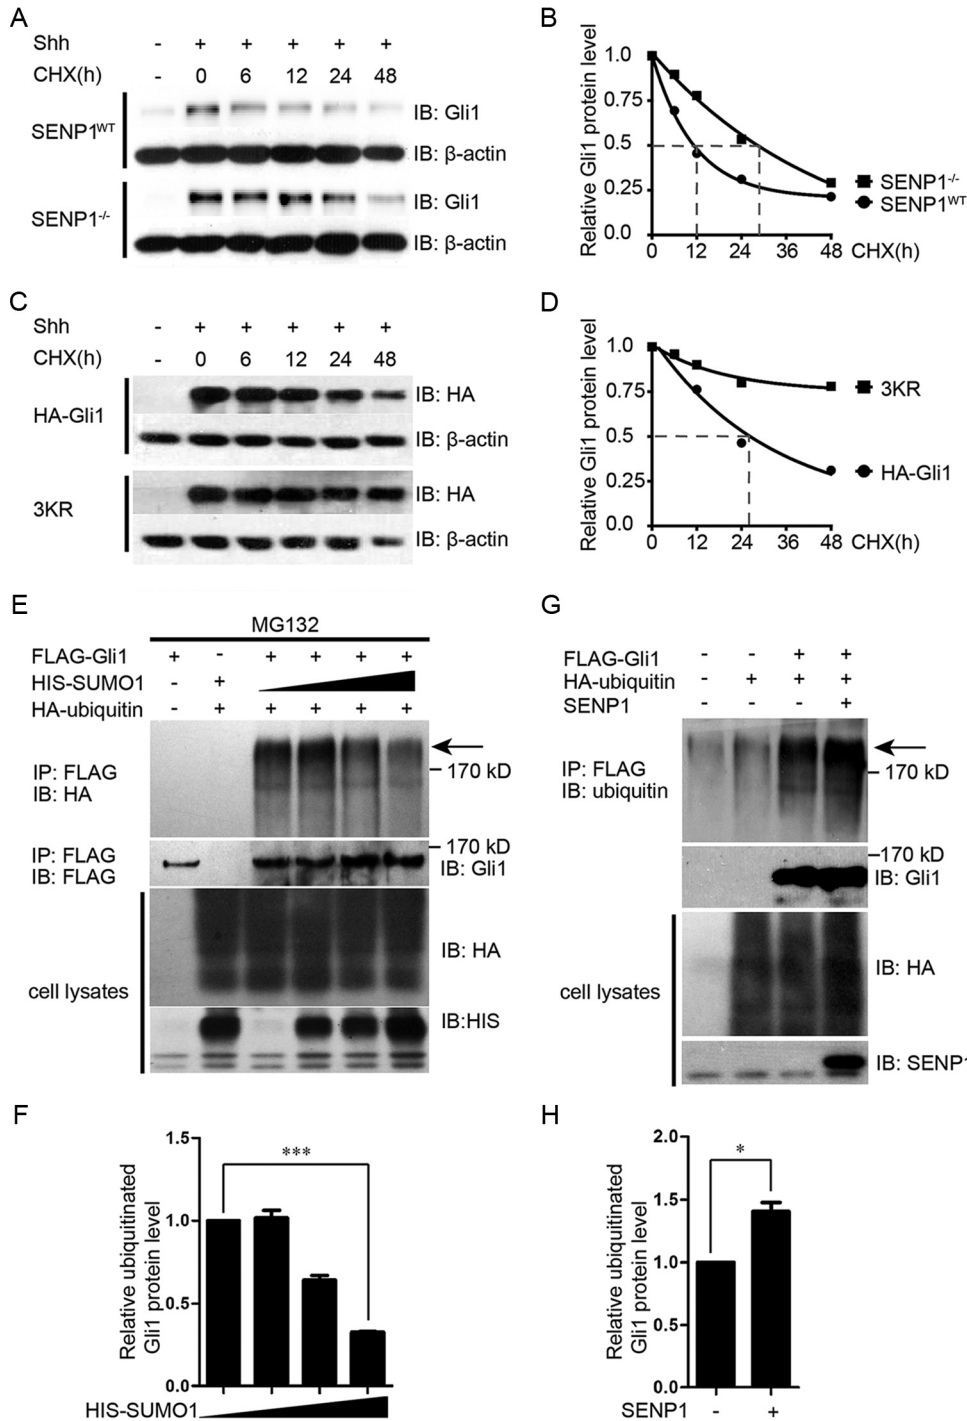 A
Shh - + + + + +
CHX(h) - 0 6 12 24 48
SENP1WT
IB: Gli1
IB: β-actin
SENP1-/-
IB: Gli1
IB: β-actin
B
Relative Gli1 protein level
1.0
0.75
0.5
0.25
0.0
0 12 24 36 48 CHX(h)
SENP1-/-
SENP1WT
C
Shh - + + + + +
CHX(h) - 0 6 12 24 48
HA-Gli1
IB: HA
IB: β-actin
3KR
IB: HA
IB: β-actin
D
Relative Gli1 protein level
1.0
0.75
0.5
0.25
0.0
0 12 24 36 48 CHX(h)
3KR
HA-Gli1
E
MG132
FLAG-Gli1 + - + + + +
HIS-SUMO1 - +
HA-ubiquitin - + + + + +
IP: FLAG
IB: HA
170 kD
IP: FLAG
IB: FLAG
170 kD
IB: Gli1
cell lysates
IB: HA
IB:HIS
F
Relative ubiquitinated
Gli1 protein level
1.5
1.0
0.5
0.0
***
HIS-SUMO1
G
FLAG-Gli1 - - + +
HA-ubiquitin - + + +
SENP1 - - - +
IP: FLAG
IB: ubiquitin
170 kD
170 kD
IB: Gli1
cell lysates
IB: HA
IB: SENP1
H
Relative ubiquitinated
Gli1 protein level
2.0
1.5
1.0
0.5
0.0
*
SENP1 - +